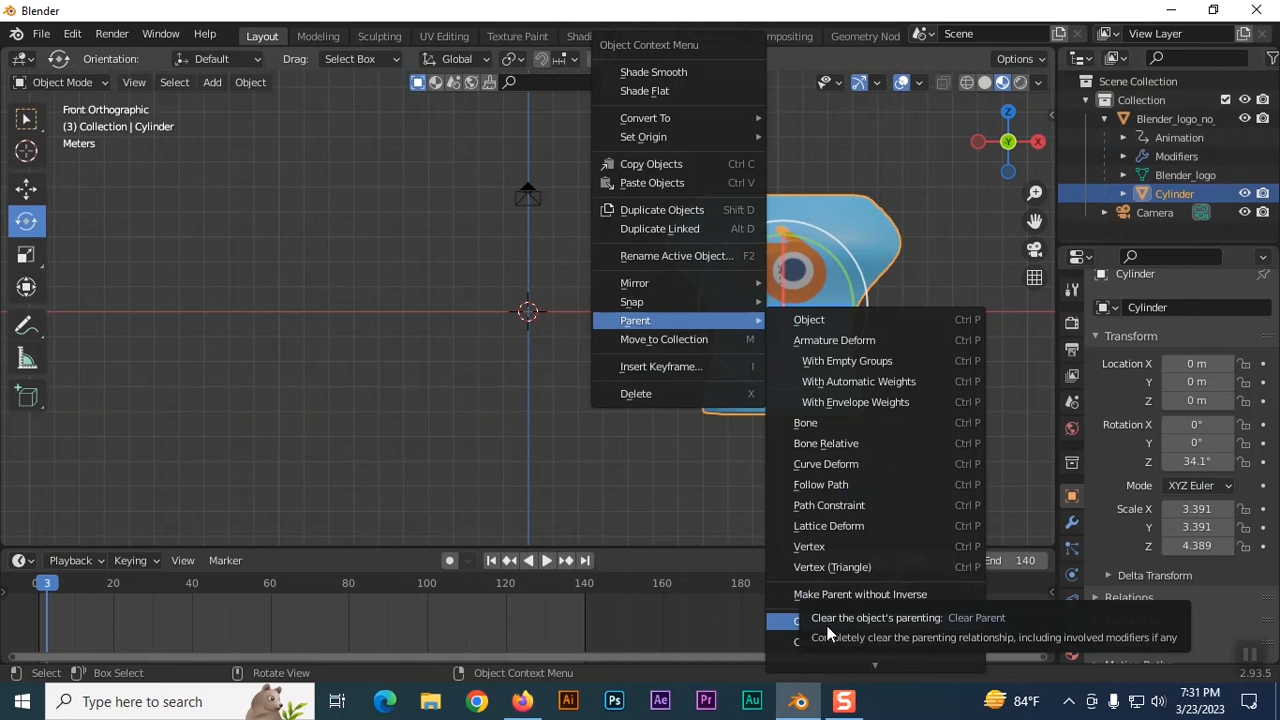 Blender
File Edit Render Window Help Layout Modeling Sculpting UV Editing Texture Paint Shadi mpositing Geometry Nod Scene View Layer
Orientation: Default Drag: Select Box Global Options
Object Mode View Select Add Object
Front Orthographic
(3) Collection | Cylinder
Meters
Z
Y
X
Object Context Menu
Shade Smooth
Shade Flat
Convert To
Set Origin
Copy Objects Ctrl C
Paste Objects Ctrl V
Duplicate Objects Shift D
Duplicate Linked Alt D
Rename Active Object... F2
Mirror
Snap
Parent
Move to Collection M
Insert Keyframe... I
Delete X
Object Ctrl P
Armature Deform Ctrl P
With Empty Groups Ctrl P
With Automatic Weights Ctrl P
With Envelope Weights Ctrl P
Bone Ctrl P
Bone Relative Ctrl P
Curve Deform Ctrl P
Follow Path Ctrl P
Path Constraint Ctrl P
Lattice Deform Ctrl P
Vertex Ctrl P
Vertex (Triangle) Ctrl P
Make Parent without Inverse
Clear the object's parenting: Clear Parent
Completely clear the parenting relationship, including involved modifiers if any
Scene Collection
Collection
Blender_logo_no_
Animation
Modifiers
Blender_logo
Cylinder
Camera
Cylinder
Cylinder
Transform
Location X 0 m
Y 0 m
Z 0 m
Rotation X 0°
Y 0°
Z 34.1°
Mode XYZ Euler
Scale X 3.391
Y 3.391
Z 4.389
Delta Transform
Relations
Playback Keying View Marker End 140
3 20 40 60 80 100 120 140 160 180
Select Box Select Rotate View Object Context Menu 2.93.5
Type here to search Ai Ps Ae Pr Au S 84°F 7:31 PM
3/23/2023